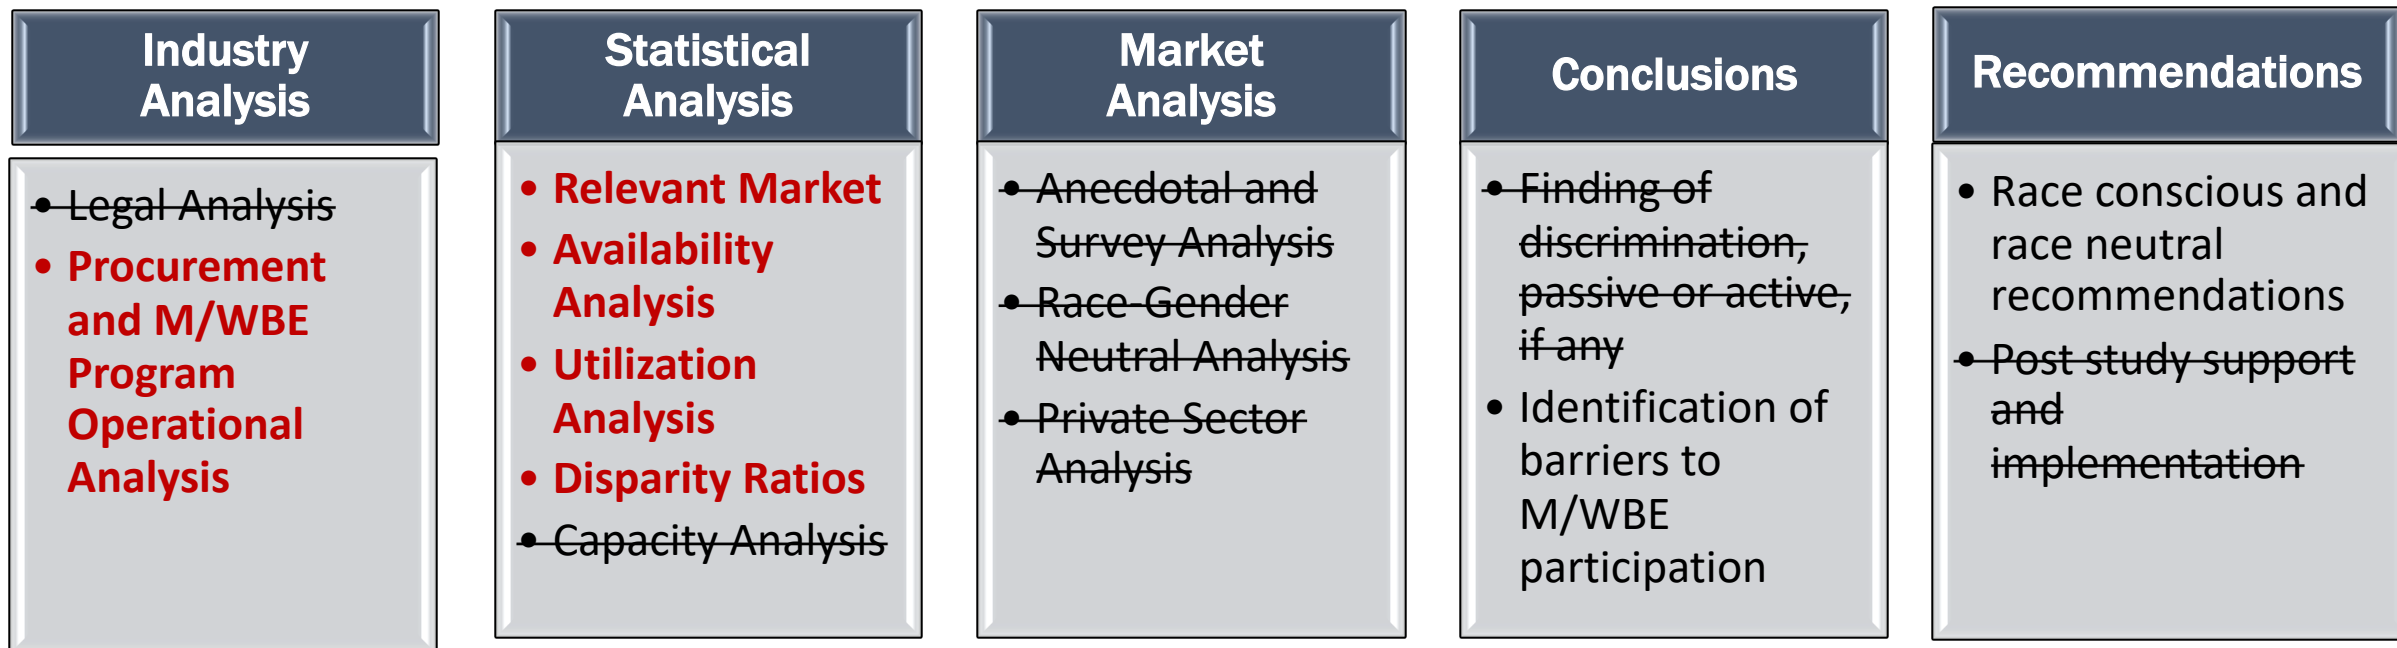 Industry
Analysis
• Legal Analysis
• Procurement
and M/WBE
Program
Operational
Analysis
Statistical
Analysis
• Relevant Market
• Availability
Analysis
• Utilization
Analysis
• Disparity Ratios
• Capacity Analysis
Market
Analysis
• Anecdotal and
Survey Analysis
• Race-Gender
Neutral Analysis
• Private Sector
Analysis
Conclusions
• Finding of
discrimination,
passive or active,
if any
• Identification of
barriers to
M/WBE
participation
Recommendations
• Race conscious and
race neutral
recommendations
• Post study support
and
implementation